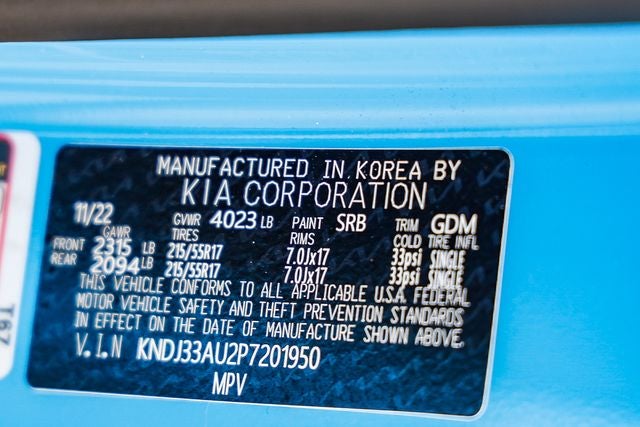 MANUFACTURED IN KOREA BY
KIA CORPORATION
11/22 GVWR 4023 LB PAINT SRB TRIM GDM
GAWR TIRES RIMS COLD TIRE INFL
FRONT 2315 LB 215/55R17 7.0Jx17 33psi SINGLE
REAR 2094 LB 215/55R17 7.0Jx17 33psi SINGLE
THIS VEHICLE CONFORMS TO ALL APPLICABLE U.S.A. FEDERAL
MOTOR VEHICLE SAFETY AND THEFT PREVENTION STANDARDS
IN EFFECT ON THE DATE OF MANUFACTURE SHOWN ABOVE.
V.I.N KNDJ33AU2P7201950
MPV